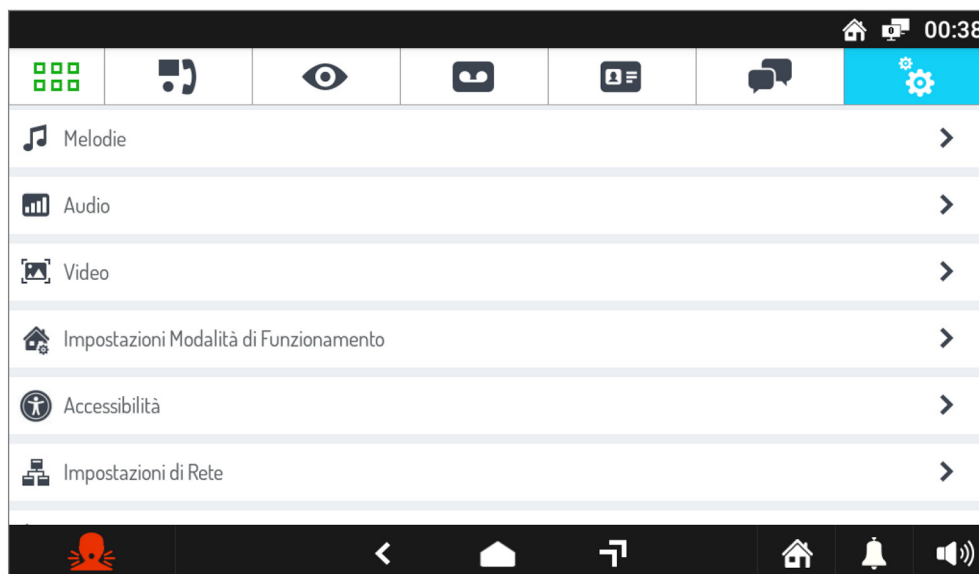 00:38
Melodie
Audio
Video
Impostazioni Modalità di Funzionamento
Accessibilità
Impostazioni di Rete